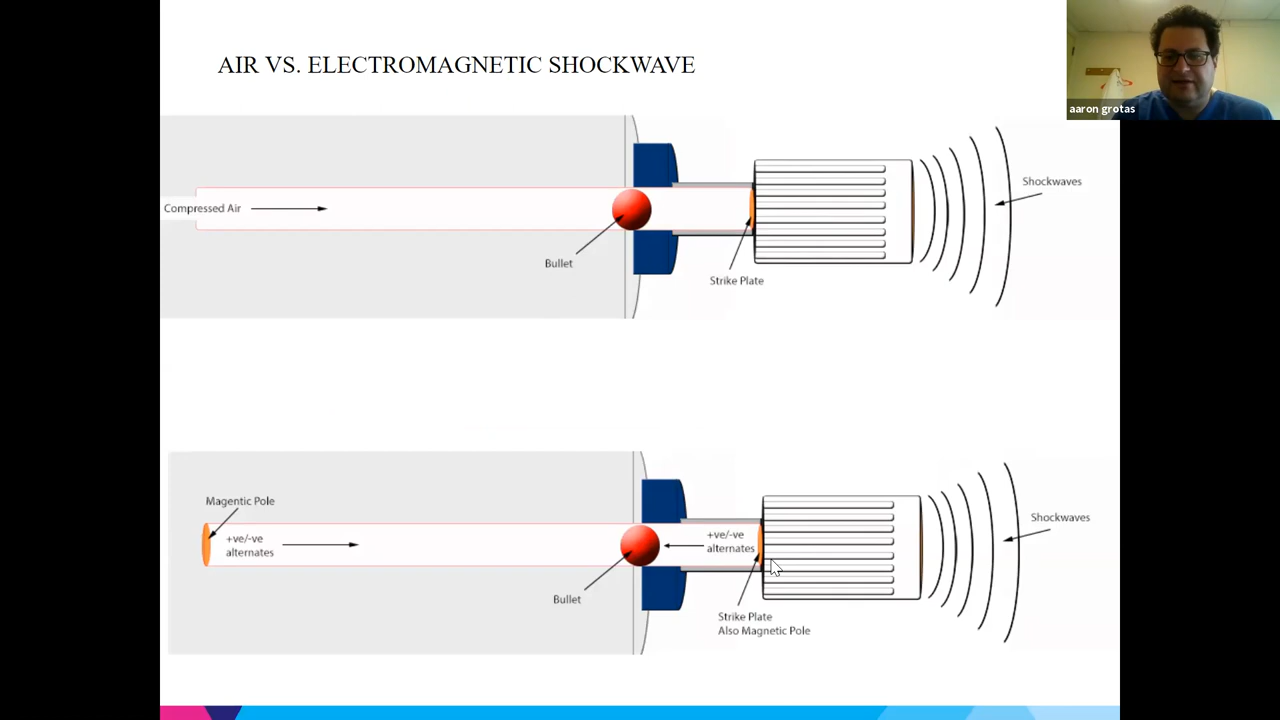 AIR VS. ELECTROMAGNETIC SHOCKWAVE
aaron grotas
Shockwaves
Compressed Air
Bullet
Strike Plate
Magentic Pole
+ve/-ve
alternates
+ve/-ve
alternates
Shockwaves
Bullet
Strike Plate
Also Magnetic Pole